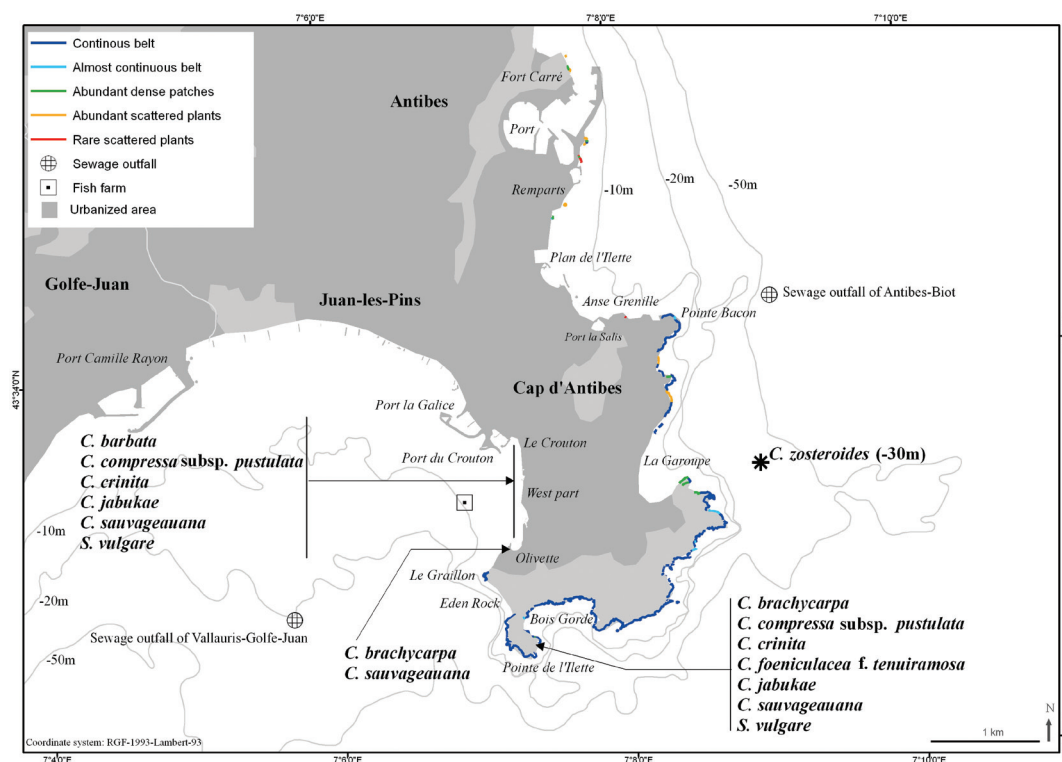 7°6'0"E
7°8'0"E
7°10'0"E
Continous belt
Almost continuous belt
Abundant dense patches
Abundant scattered plants
Rare scattered plants
Sewage outfall
Fish farm
Urbanized area
Fort Carré
Antibes
Port
-10m
-20m
-50m
Remparts
Plan de l'Ilette
Golfe-Juan
Juan-les-Pins
Anse Grenille
Pointe Bacon
Sewage outfall of Antibes-Biot
Port la Salis
Port Camille Rayon
43°34'0"N
Cap d'Antibes
Port la Galice
Le Crouton
Port du Crouton
La Garoupe
C. zosteroides (-30m)
C. barbata
C. compressa subsp. pustulata
C. crinita
C. jabukae
C. sauvageauana
S. vulgare
West part
-10m
Olivette
Le Graillon
-20m
Eden Rock
Bois Gorde
Sewage outfall of Vallauris-Golfe-Juan
-50m
C. brachycarpa
C. sauvageauana
Pointe de l'Ilette
C. brachycarpa
C. compressa subsp. pustulata
C. crinita
C. foeniculacea f. tenuiramosa
C. jabukae
C. sauvageauana
S. vulgare
N
1 km
Coordinate system: RGF-1993-Lambert-93
7°4'0"E
7°6'0"E
7°8'0"E
7°10'0"E